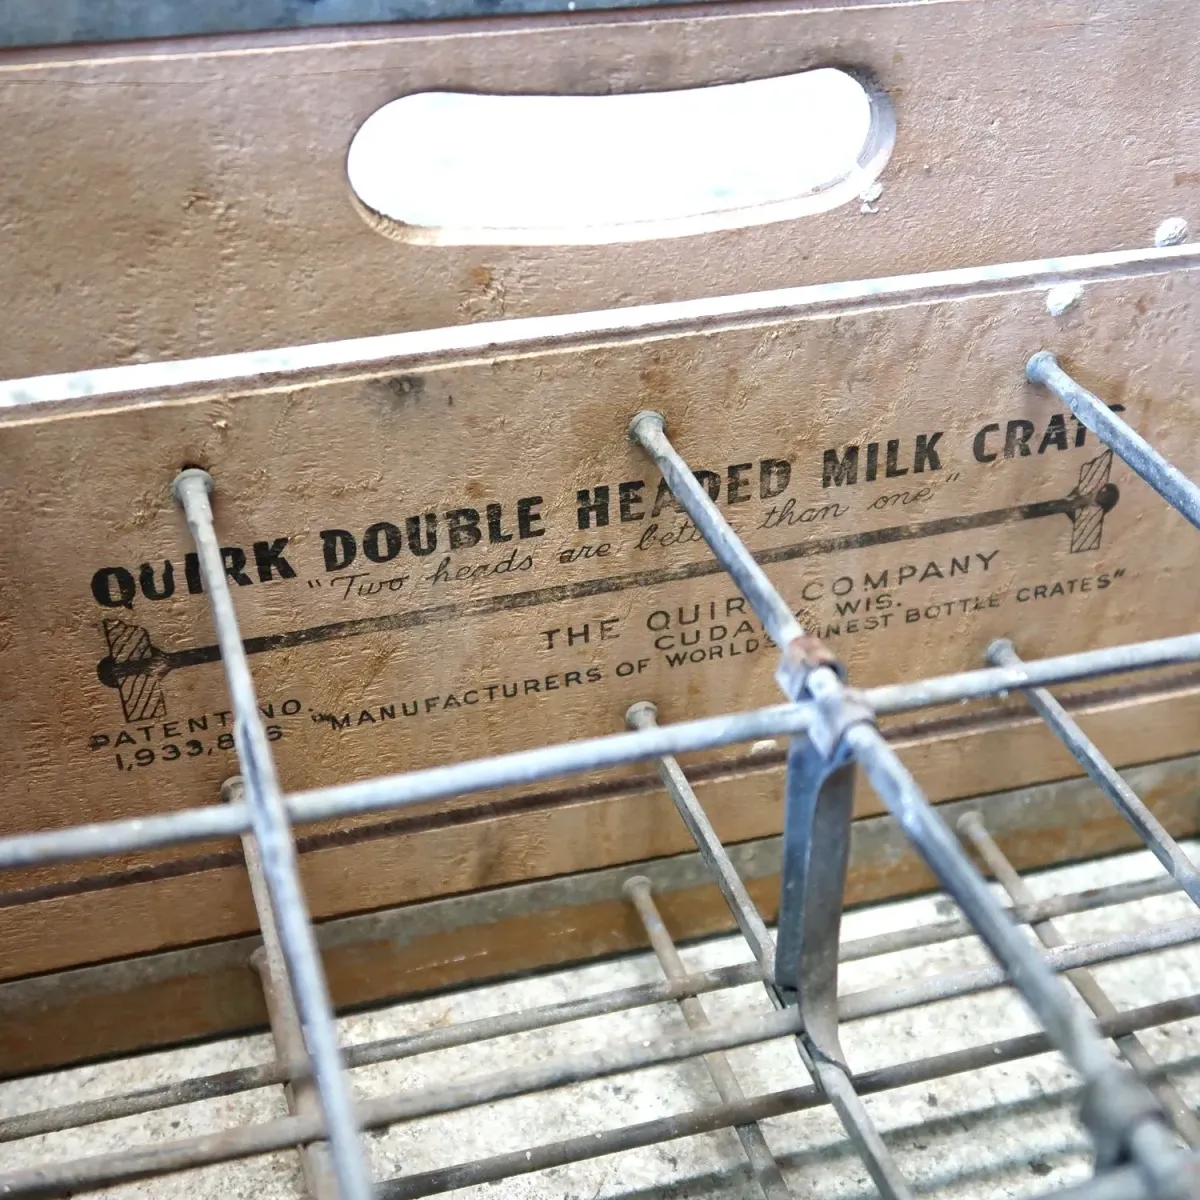 QUIRK DOUBLE HEADED MILK CRATE
"Two heads are better than one"
THE QUIRK COMPANY
CUDAHY WIS.
"MANUFACTURERS OF WORLDS FINEST BOTTLE CRATES"
PATENT NO.